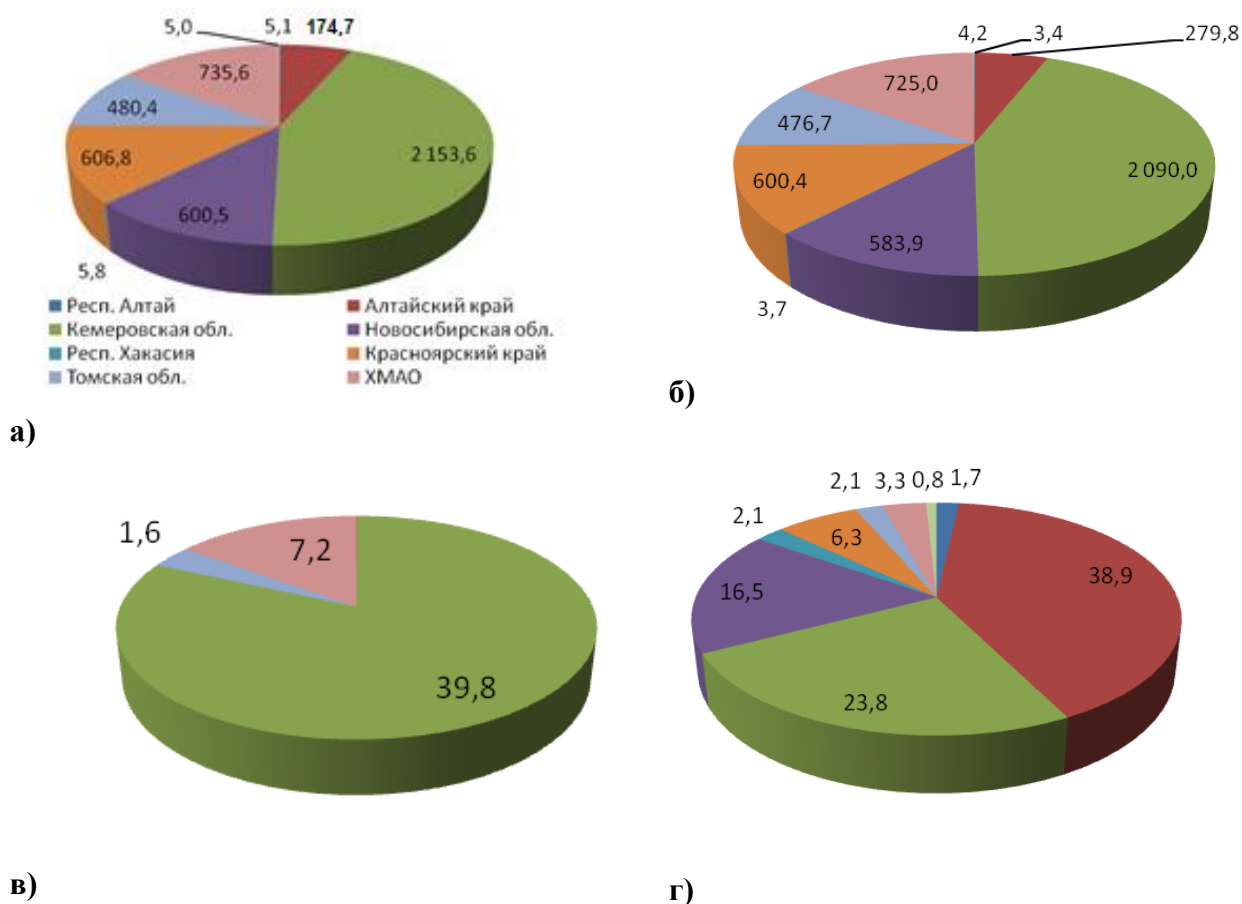 5,0 5,1 174,7
735,6
480,4
2 153,6
606,8
600,5
5,8
Респ. Алтай Алтайский край
Кемеровская обл. Новосибирская обл.
Респ. Хакасия Красноярский край
Томская обл. ХМАО
а)
4,2 3,4 279,8
725,0
476,7
2 090,0
600,4
583,9
3,7
б)
1,6 7,2
39,8
в)
2,1 3,3 0,8 1,7
2,1
6,3
38,9
16,5
23,8
г)